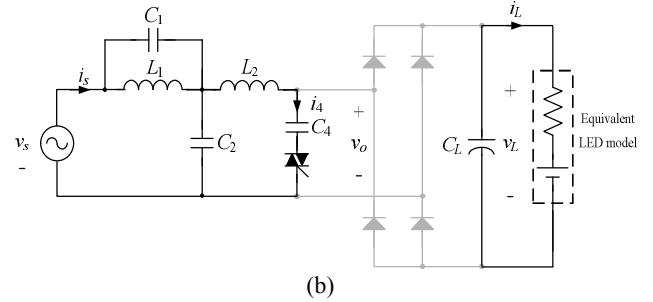 C1
is
L1
L2
i4
C4
vs
-
C2
+
vo
-
iL
+
CL
vL
-
Equivalent
LED model
(b)